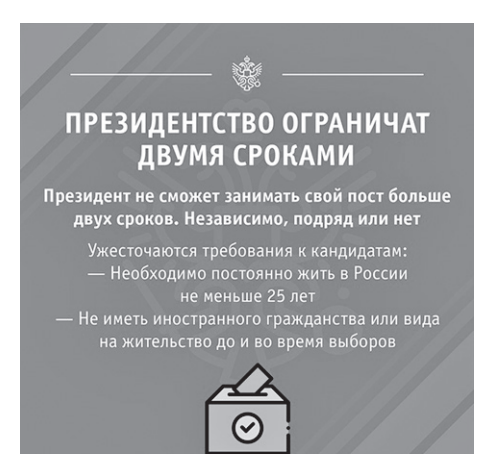 ПРЕЗИДЕНТСТВО ОГРАНИЧАТ
ДВУМЯ СРОКАМИ
Президент не сможет занимать свой пост больше
двух сроков. Независимо, подряд или нет
Ужесточаются требования к кандидатам:
— Необходимо постоянно жить в России
не меньше 25 лет
— Не иметь иностранного гражданства или вида
на жительство до и во время выборов